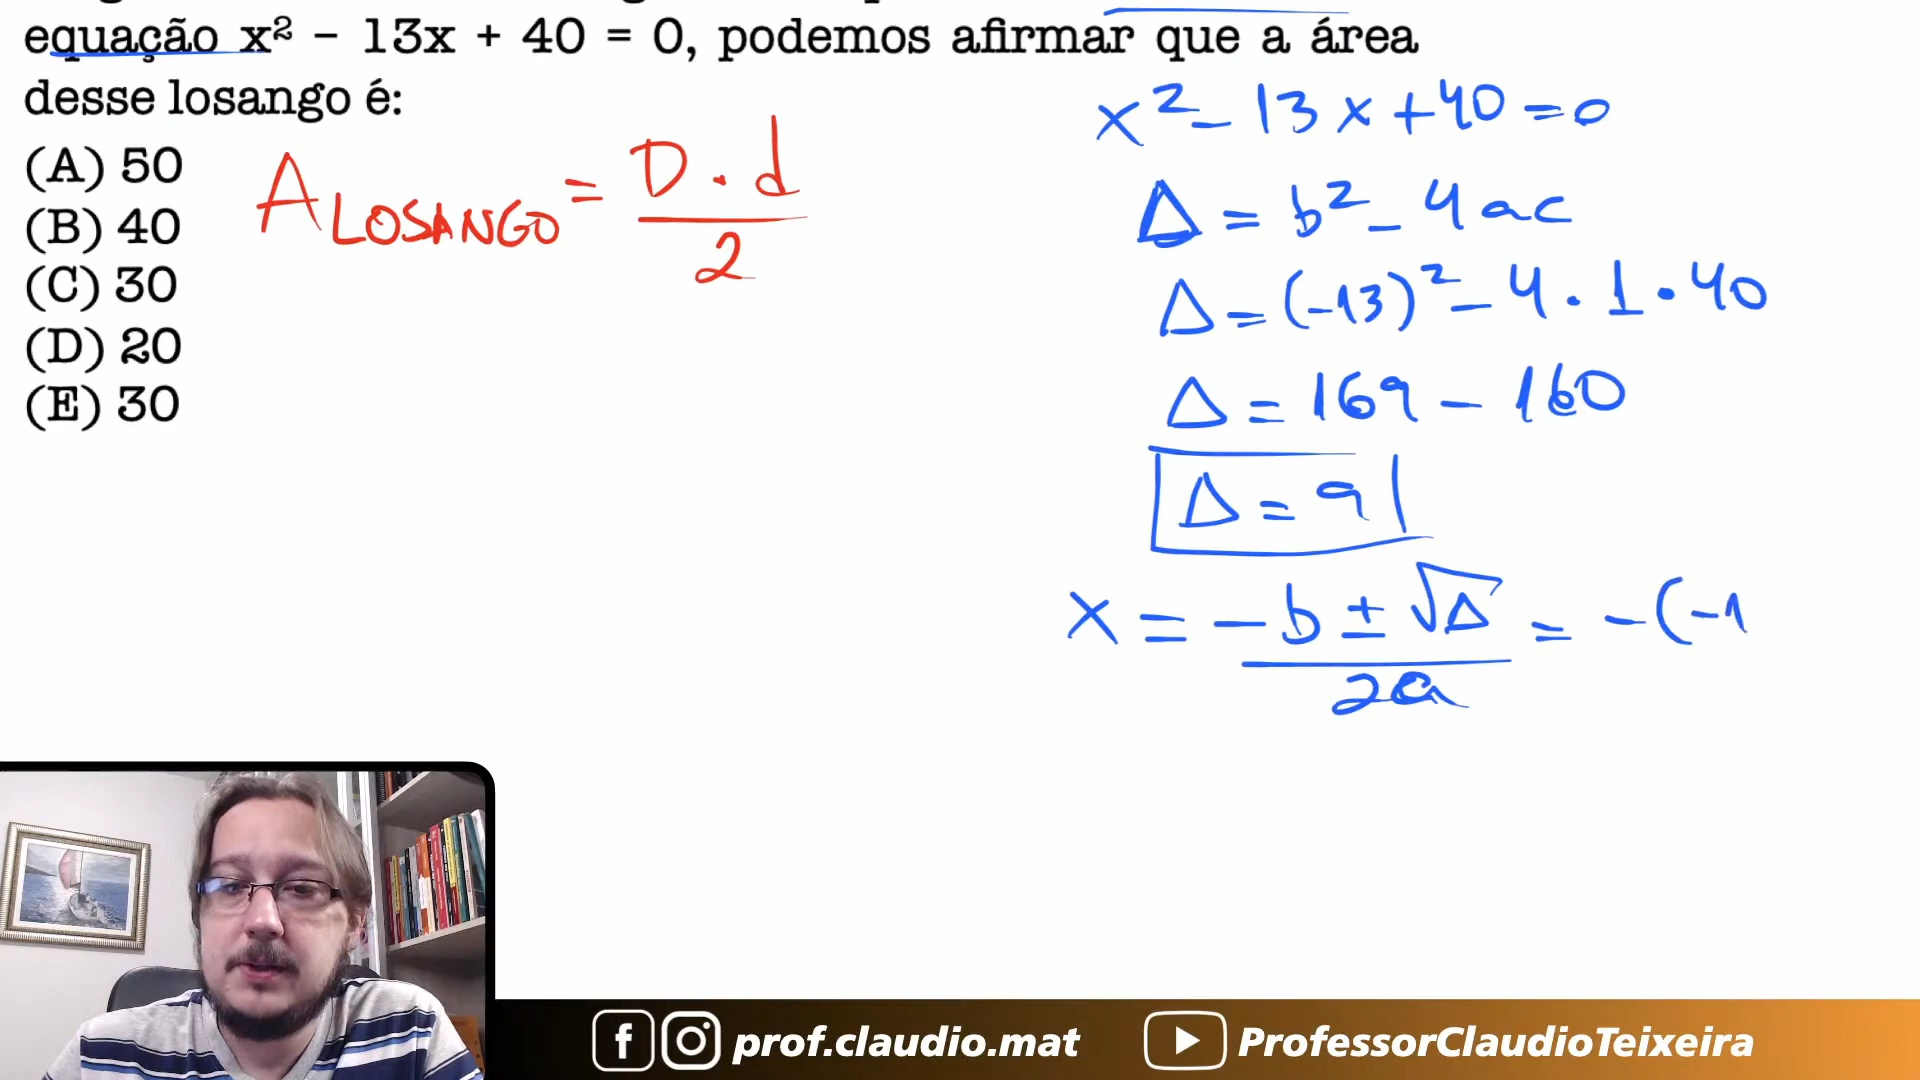 equação x² – 13x + 40 = 0, podemos afirmar que a área
desse losango é:
(A) 50
(B) 40
(C) 30
(D) 20
(E) 30
A LOSANGO = D . d / 2
x² - 13x + 40 = 0
Δ = b² - 4ac
Δ = (-13)² - 4 . 1 . 40
Δ = 169 - 160
Δ = 9
x = -b ± √Δ / 2a = -(-1
prof.claudio.mat
ProfessorClaudioTeixeira